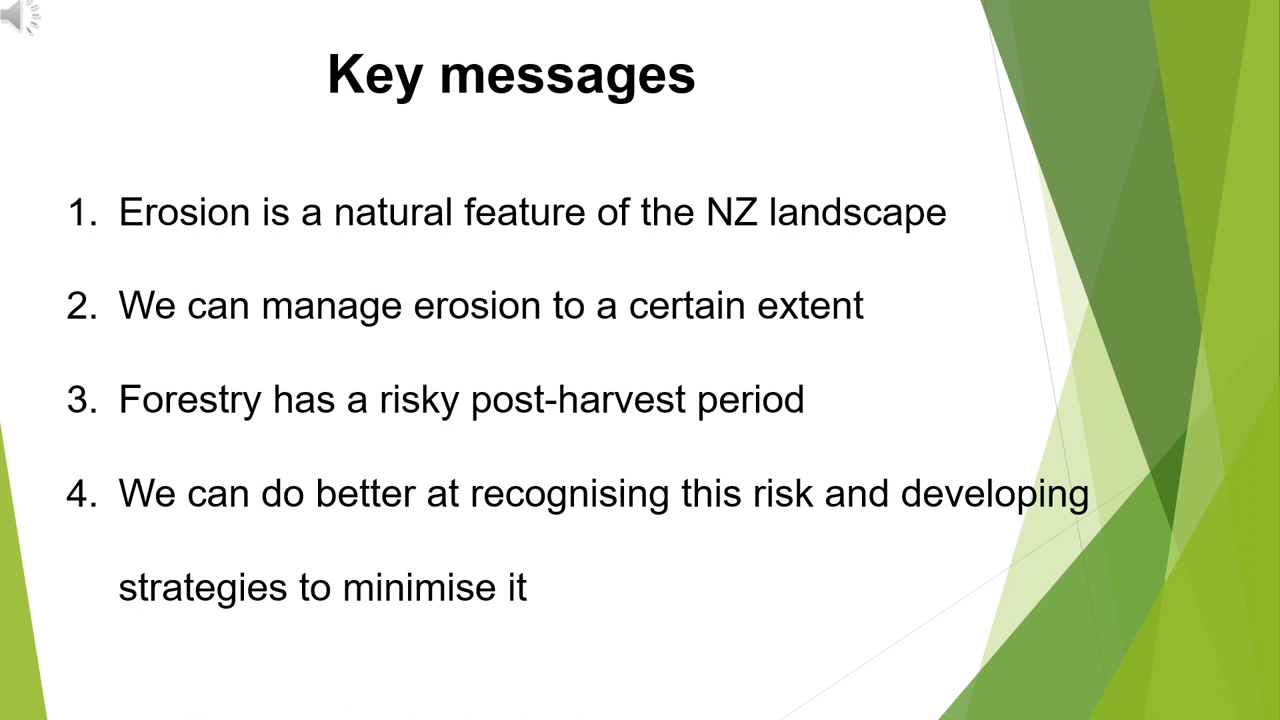 Key messages
1. Erosion is a natural feature of the NZ landscape
2. We can manage erosion to a certain extent
3. Forestry has a risky post-harvest period
4. We can do better at recognising this risk and developing
strategies to minimise it